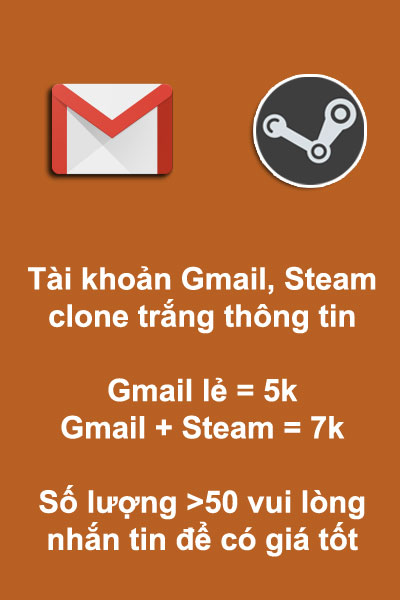 Tài khoản Gmail, Steam
clone trắng thông tin
Gmail lẻ = 5k
Gmail + Steam = 7k
Số lượng >50 vui lòng
nhắn tin để có giá tốt